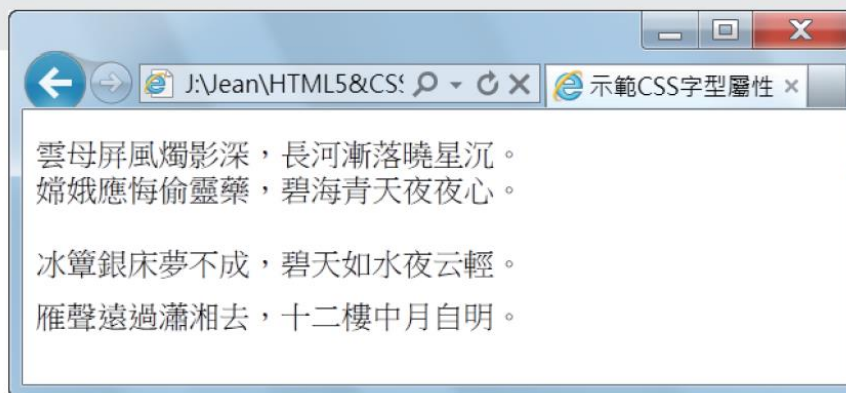 J:\Jean\HTML5&CS
示範CSS字型屬性
雲母屏風燭影深，長河漸落曉星沉。
嫦娥應悔偷靈藥，碧海青天夜夜心。
冰簟銀床夢不成，碧天如水夜云輕。
雁聲遠過瀟湘去，十二樓中月自明。